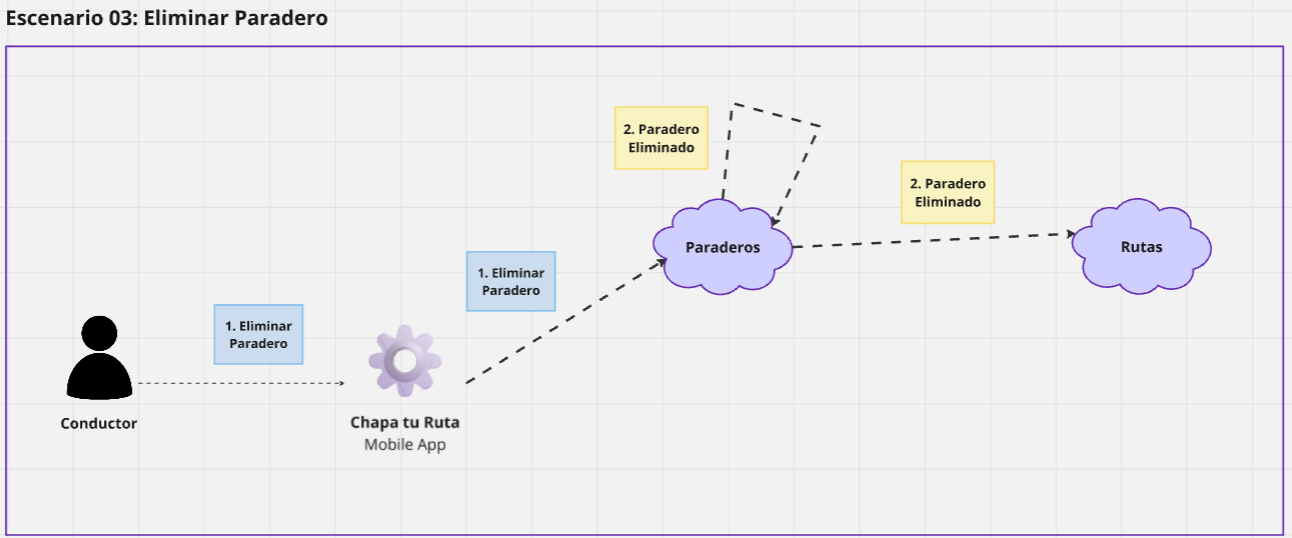 Escenario 03: Eliminar Paradero
2. Paradero
Eliminado
2. Paradero
Eliminado
Paraderos
Rutas
1. Eliminar
Paradero
1. Eliminar
Paradero
Conductor
Chapa tu Ruta
Mobile App